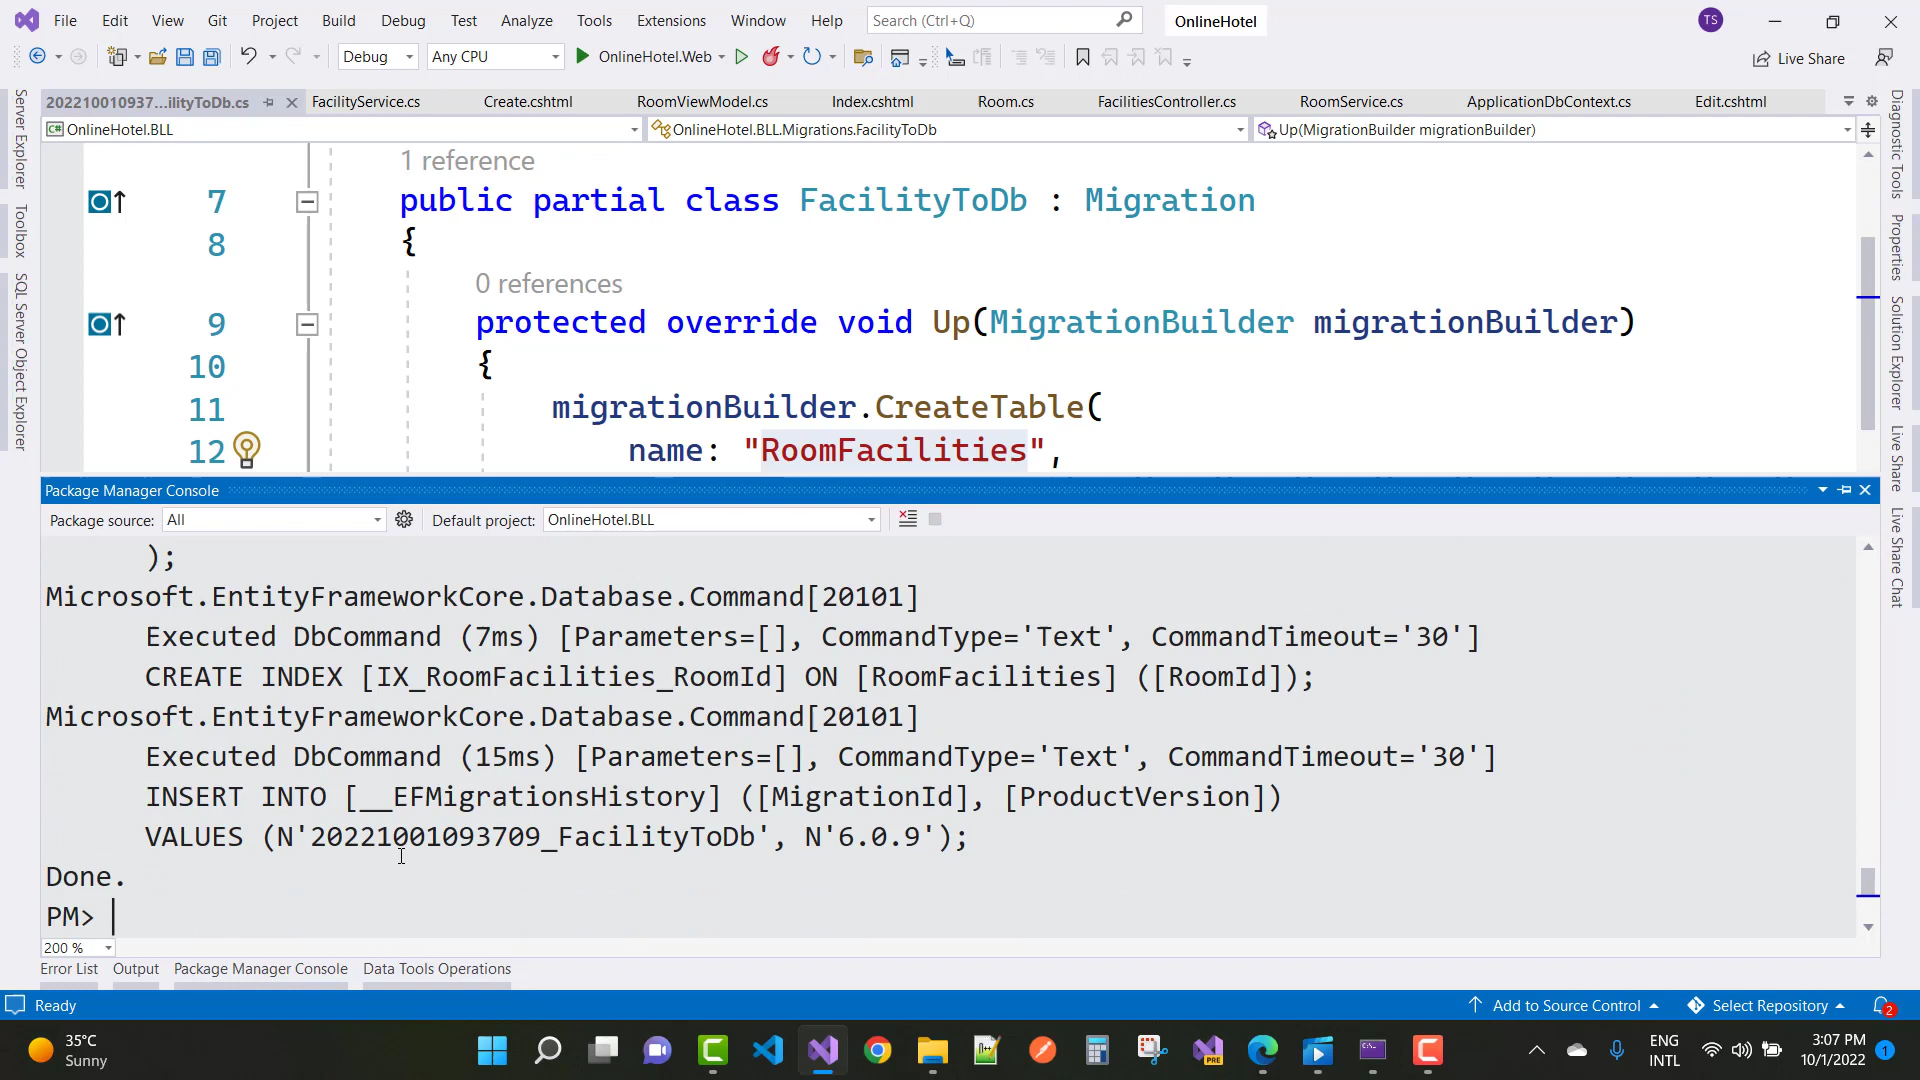 File Edit View Git Project Build Debug Test Analyze Tools Extensions Window Help Search (Ctrl+Q) OnlineHotel TS
Debug Any CPU OnlineHotel.Web Live Share
202210010937...ilityToDb.cs FacilityService.cs Create.cshtml RoomViewModel.cs Index.cshtml Room.cs FacilitiesController.cs RoomService.cs ApplicationDbContext.cs Edit.cshtml
OnlineHotel.BLL OnlineHotel.BLL.Migrations.FacilityToDb Up(MigrationBuilder migrationBuilder)
Server Explorer
Toolbox
SQL Server Object Explorer
1 reference
7 public partial class FacilityToDb : Migration
8 {
0 references
9 protected override void Up(MigrationBuilder migrationBuilder)
10 {
11 migrationBuilder.CreateTable(
12 name: "RoomFacilities",
Diagnostic Tools
Properties
Solution Explorer
Live Share
Live Share Chat
Package Manager Console
Package source: All Default project: OnlineHotel.BLL
);
Microsoft.EntityFrameworkCore.Database.Command[20101]
Executed DbCommand (7ms) [Parameters=[], CommandType='Text', CommandTimeout='30']
CREATE INDEX [IX_RoomFacilities_RoomId] ON [RoomFacilities] ([RoomId]);
Microsoft.EntityFrameworkCore.Database.Command[20101]
Executed DbCommand (15ms) [Parameters=[], CommandType='Text', CommandTimeout='30']
INSERT INTO [__EFMigrationsHistory] ([MigrationId], [ProductVersion])
VALUES (N'20221001093709_FacilityToDb', N'6.0.9');
Done.
PM>
200 %
Error List Output Package Manager Console Data Tools Operations
Ready Add to Source Control Select Repository 2
35°C
Sunny
PRE
ENG
INTL
3:07 PM
10/1/2022
1